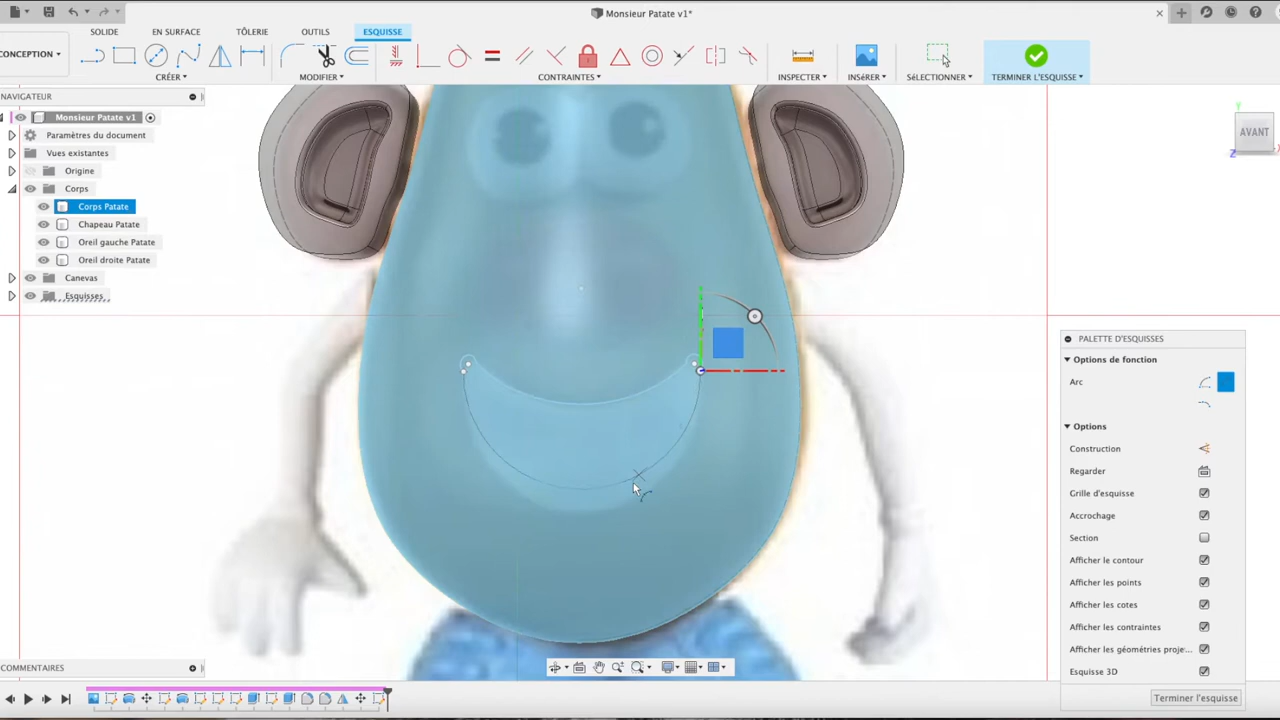 Monsieur Patate v1*
SOLIDE EN SURFACE TÔLERIE OUTILS ESQUISSE
CONCEPTION
CRÉER MODIFIER CONTRAINTES INSPECTER INSÉRER SÉLECTIONNER TERMINER L'ESQUISSE
NAVIGATEUR
Monsieur Patate v1
Paramètres du document
Vues existantes
Origine
Corps
Corps Patate
Chapeau Patate
Oreil gauche Patate
Oreil droite Patate
Canevas
Esquisses
AVANT
Z
PALETTE D'ESQUISSES
Options de fonction
Arc
Options
Construction
Regarder
Grille d'esquisse
Accrochage
Section
Afficher le contour
Afficher les points
Afficher les cotes
Afficher les contraintes
Afficher les géométries proje...
Esquisse 3D
Terminer l'esquisse
COMMENTAIRES